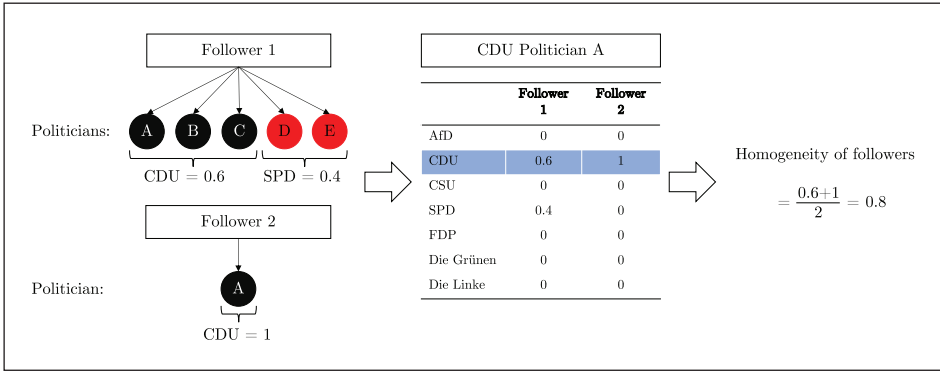 Follower 1
Politicians:
A B C D E
CDU = 0.6 SPD = 0.4
Follower 2
Politician:
A
CDU = 1
CDU Politician A
Follower 1 Follower 2
AfD 0 0
CDU 0.6 1
CSU 0 0
SPD 0.4 0
FDP 0 0
Die Grünen 0 0
Die Linke 0 0
Homogeneity of followers
= 0.6+1 / 2 = 0.8